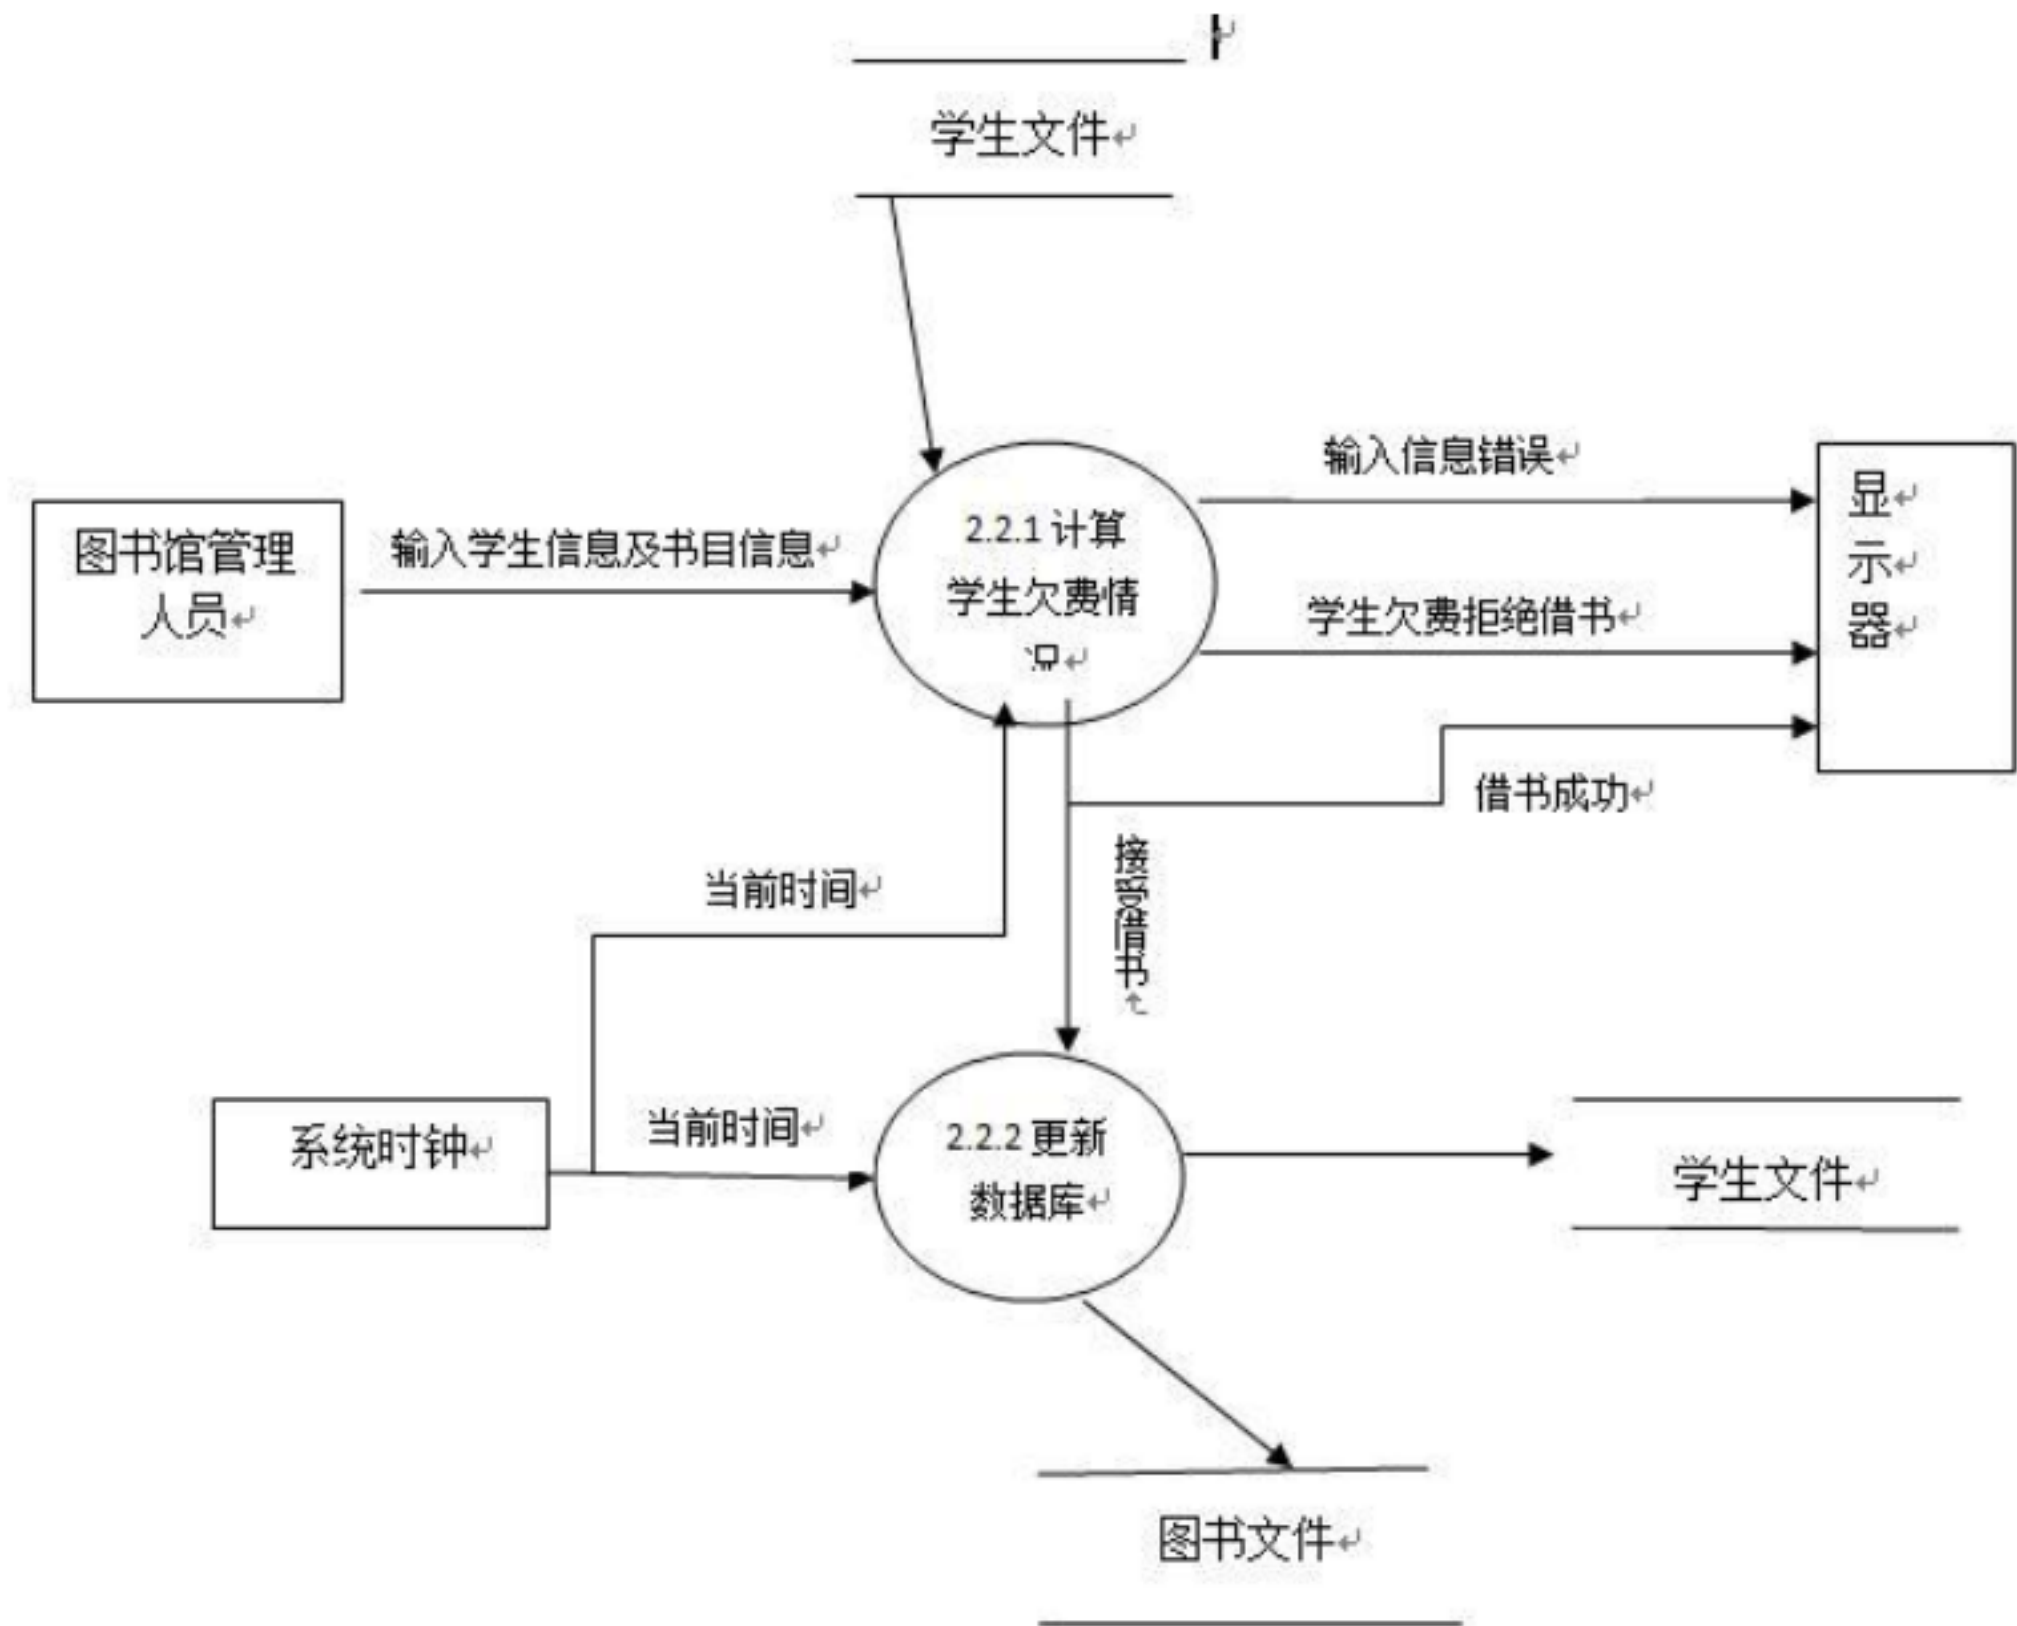 学生文件
输入信息错误
图书馆管理
人员
输入学生信息及书目信息
2.2.1 计算
学生欠费情
况
显
示
器
学生欠费拒绝借书
借书成功
接受借书
当前时间
系统时钟
当前时间
2.2.2 更新
数据库
学生文件
图书文件